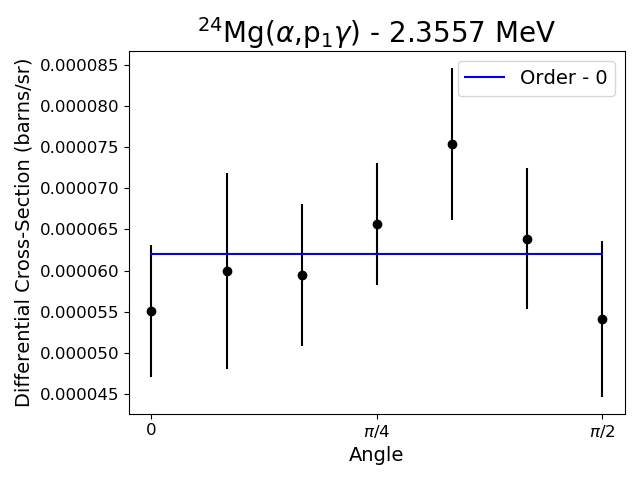 ²⁴Mg(α,p₁γ) - 2.3557 MeV
Differential Cross-Section (barns/sr)
0.000085
0.000080
0.000075
0.000070
0.000065
0.000060
0.000055
0.000050
0.000045
Order - 0
0
π/4
π/2
Angle